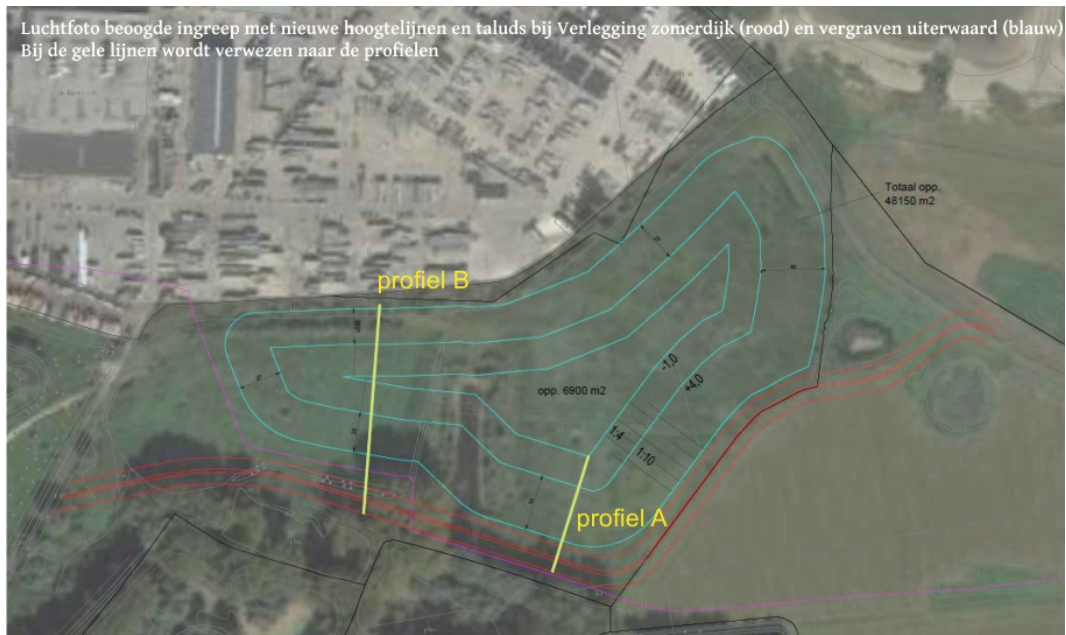 Luchtfoto beoogde ingreep met nieuwe hoogtelijnen en taluds bij Verlegging zomerdijk (rood) en vergraven uiterwaard (blauw)
Bij de gele lijnen wordt verwezen naar de profielen
Totaal opp.
48150 m2
profiel B
-1,0
+4,0
opp. 6900 m2
1:4
1:10
profiel A